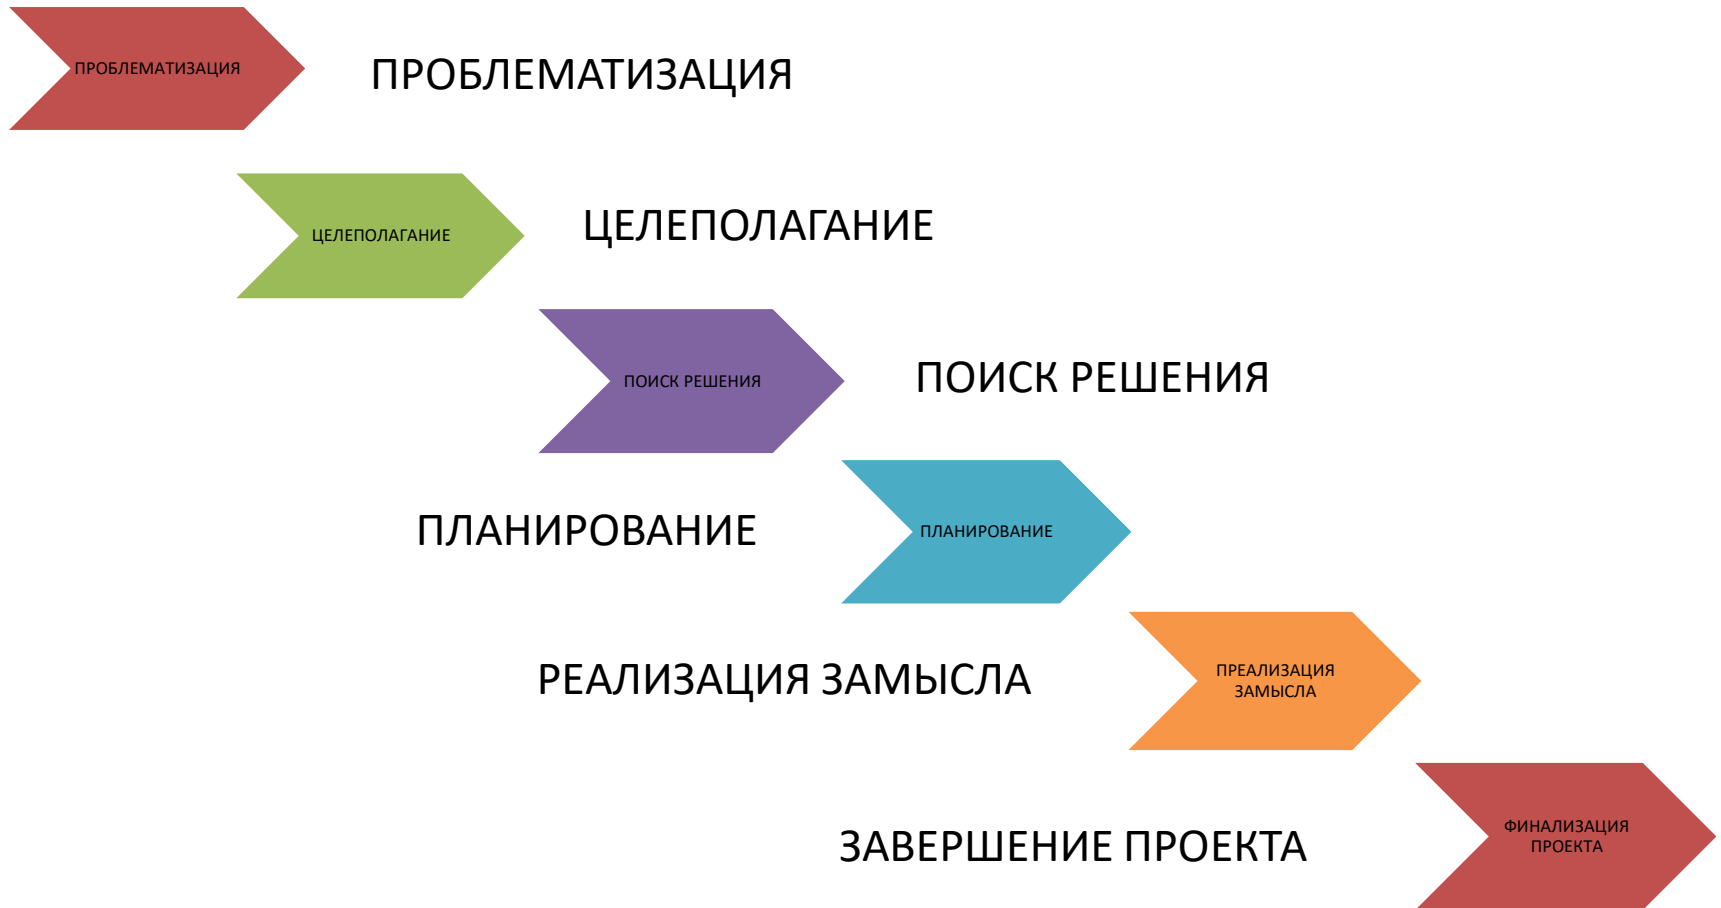 ПРОБЛЕМАТИЗАЦИЯ
ПРОБЛЕМАТИЗАЦИЯ
ЦЕЛЕПОЛАГАНИЕ
ЦЕЛЕПОЛАГАНИЕ
ПОИСК РЕШЕНИЯ
ПОИСК РЕШЕНИЯ
ПЛАНИРОВАНИЕ
ПЛАНИРОВАНИЕ
РЕАЛИЗАЦИЯ ЗАМЫСЛА
ПРЕАЛИЗАЦИЯ
ЗАМЫСЛА
ЗАВЕРШЕНИЕ ПРОЕКТА
ФИНАЛИЗАЦИЯ
ПРОЕКТА